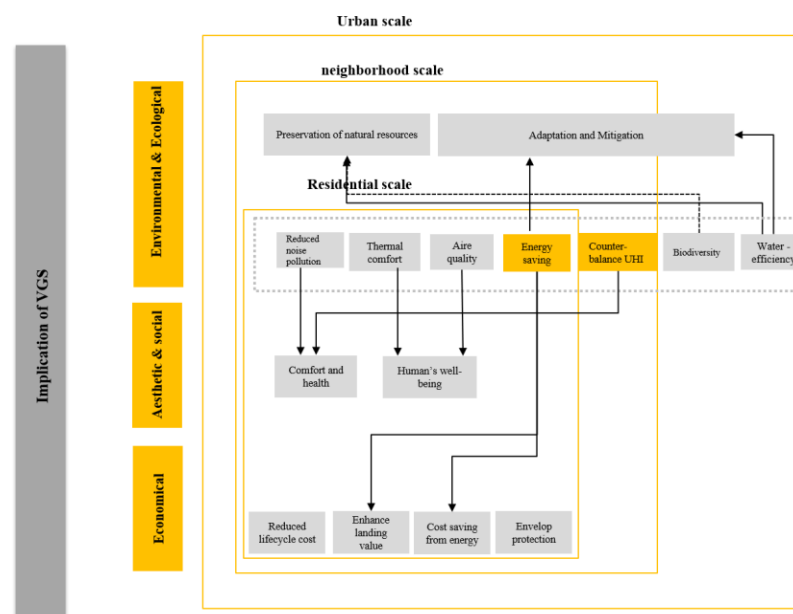 Urban scale
neighborhood scale
Implication of VGS
Environmental & Ecological
Preservation of natural resources
Adaptation and Mitigation
Residential scale
Reduced
noise
pollution
Thermal
comfort
Aire
quality
Energy
saving
Counter-
balance UHI
Biodiversity
Water -
efficiency
Aesthetic & social
Comfort and
health
Human's well-
being
Economical
Reduced
lifecycle cost
Enhance
landing
value
Cost saving
from energy
Envelop
protection